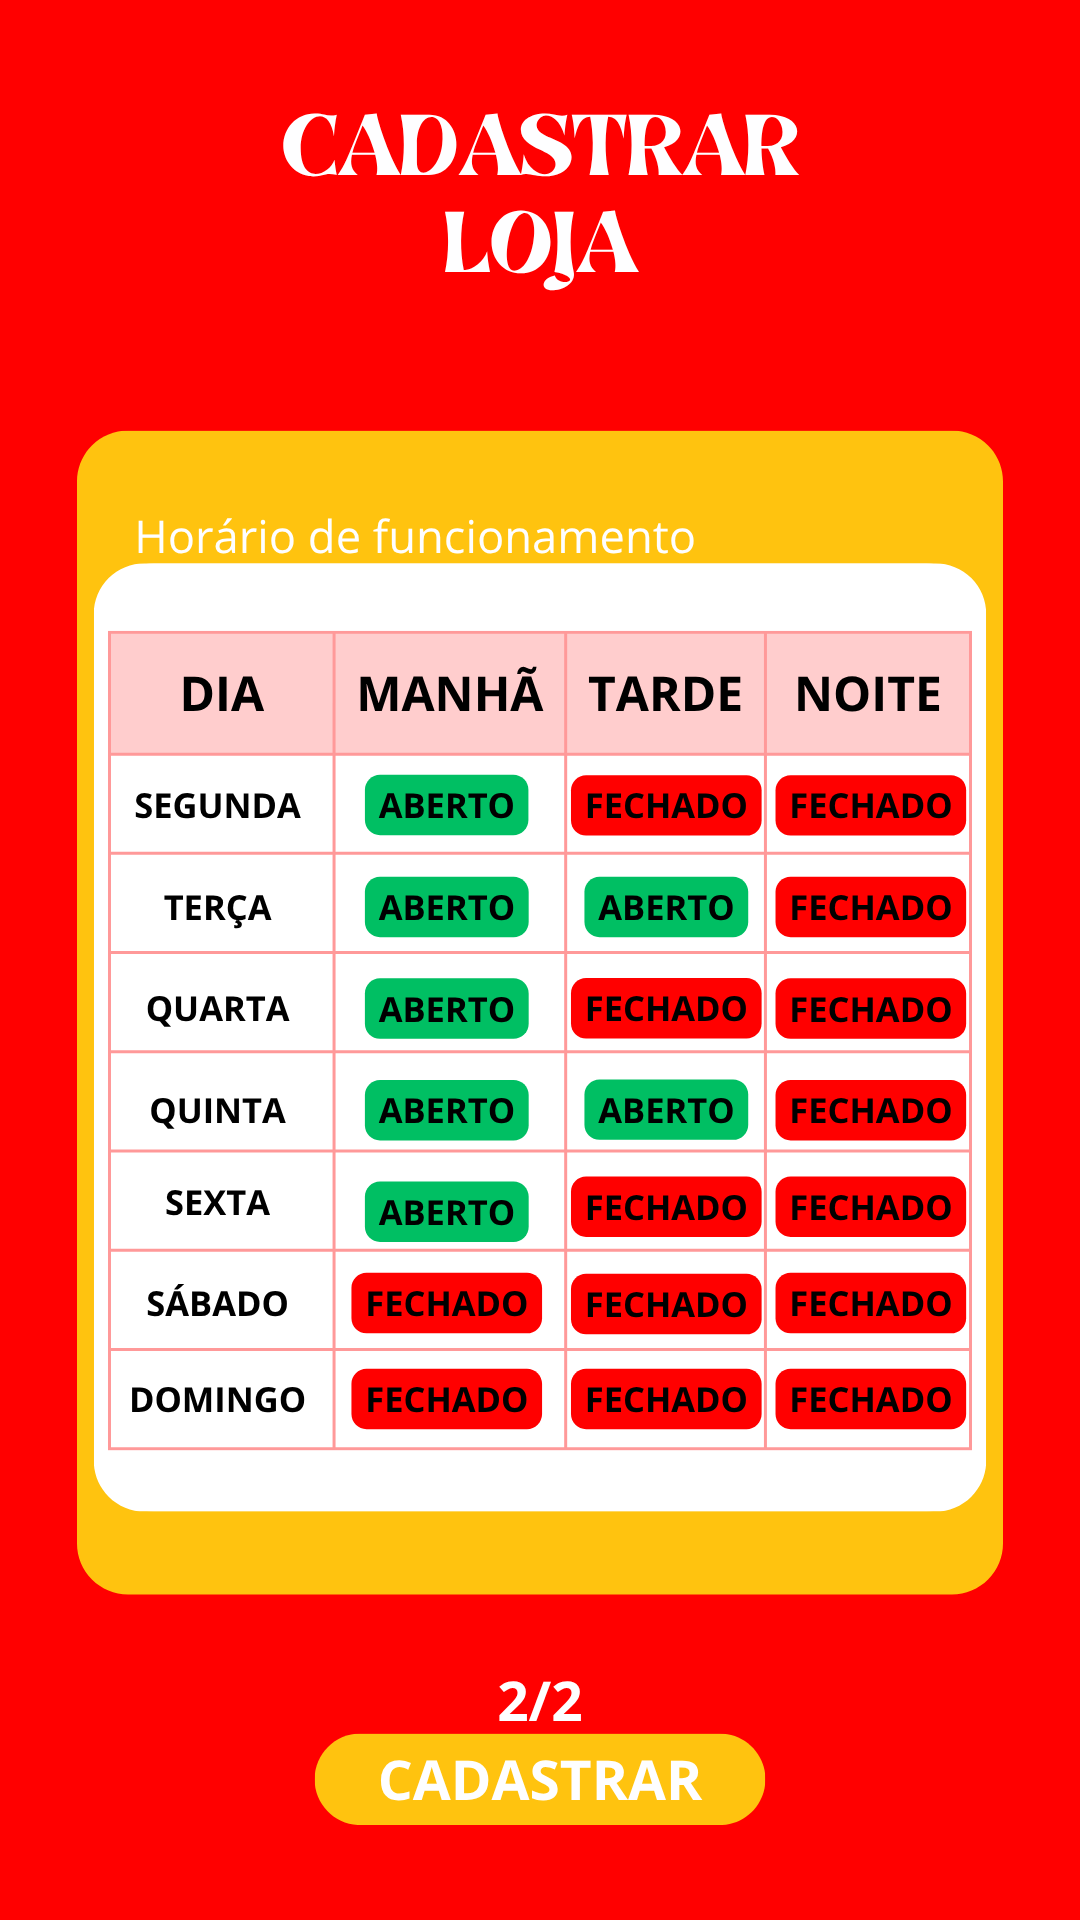 CADASTRAR
LOJA
Horário de funcionamento
DIA MANHÃ TARDE NOITE
SEGUNDA ABERTO FECHADO FECHADO
TERÇA ABERTO ABERTO FECHADO
QUARTA ABERTO FECHADO FECHADO
QUINTA ABERTO ABERTO FECHADO
SEXTA ABERTO FECHADO FECHADO
SÁBADO FECHADO FECHADO FECHADO
DOMINGO FECHADO FECHADO FECHADO
2/2
CADASTRAR